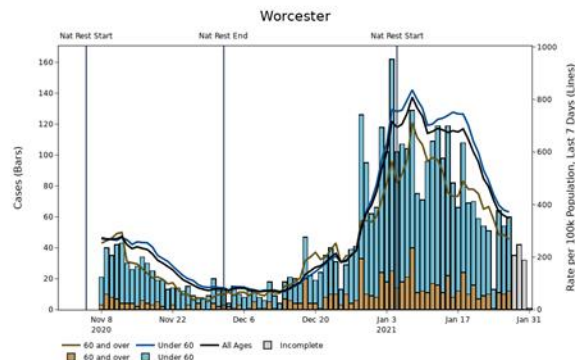 Worcester
Nat Rest Start Nat Rest End Nat Rest Start
Cases (Bars)
160
140
120
100
80
60
40
20
0
Rate per 100k Population, Last 7 Days (Lines)
1000
800
600
400
200
0
Nov 8 Nov 22 Dec 6 Dec 20 Jan 3 Jan 17 Jan 31
2020 2021
60 and over Under 60 All Ages Incomplete
60 and over Under 60